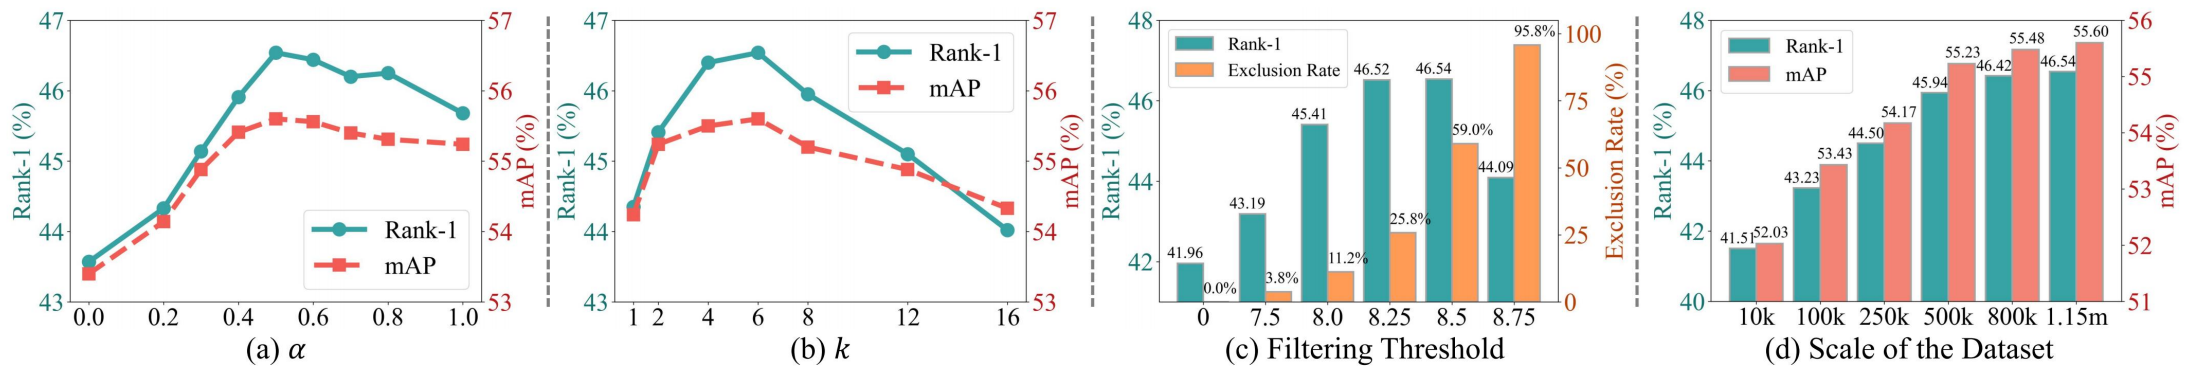 47
46
45
44
43
Rank-1 (%)
57
56
55
54
53
mAP (%)
Rank-1
mAP
0.0 0.2 0.4 0.6 0.8 1.0
(a) α
47
46
45
44
43
Rank-1 (%)
57
56
55
54
53
mAP (%)
Rank-1
mAP
1 2 4 6 8 12 16
(b) k
48
46
44
42
Rank-1 (%)
100
75
50
25
0
Exclusion Rate (%)
Rank-1
Exclusion Rate
41.96 0.0%
43.19 3.8%
45.41 11.2%
46.52 25.8%
46.54 59.0%
44.09 95.8%
0 7.5 8.0 8.25 8.5 8.75
(c) Filtering Threshold
48
46
44
42
40
Rank-1 (%)
56
55
54
53
52
51
mAP (%)
Rank-1
mAP
41.51 52.03
43.23 53.43
44.50 54.17
45.94 55.23
46.42 55.48
46.54 55.60
10k 100k 250k 500k 800k 1.15m
(d) Scale of the Dataset